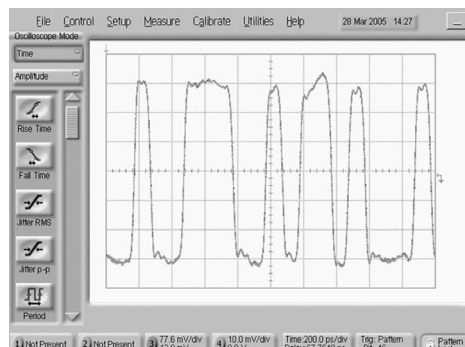 File Control Setup Measure Calibrate Utilities Help 28 Mar 2005 14:27
Oscilloscope Mode
Time
Amplitude
Rise Time
Fall Time
Jitter RMS
Jitter p-p
Period
1) Not Present 2) Not Present 3) 77.6 mV/div 4) 10.0 mV/div Time:200.0 ps/div Trig: Pattern Pattern